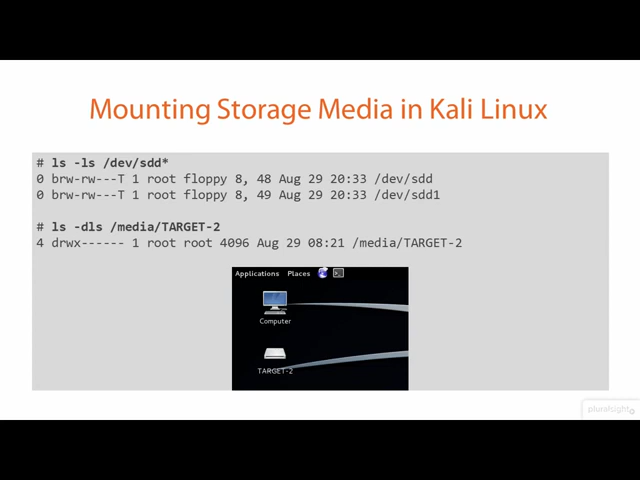 Mounting Storage Media in Kali Linux
# ls -ls /dev/sdd*
0 brw-rw---T 1 root floppy 8, 48 Aug 29 20:33 /dev/sdd
0 brw-rw---T 1 root floppy 8, 49 Aug 29 20:33 /dev/sdd1
# ls -dls /media/TARGET-2
4 drwx------ 1 root root 4096 Aug 29 08:21 /media/TARGET-2
Applications Places
Computer
TARGET-2
pluralsight